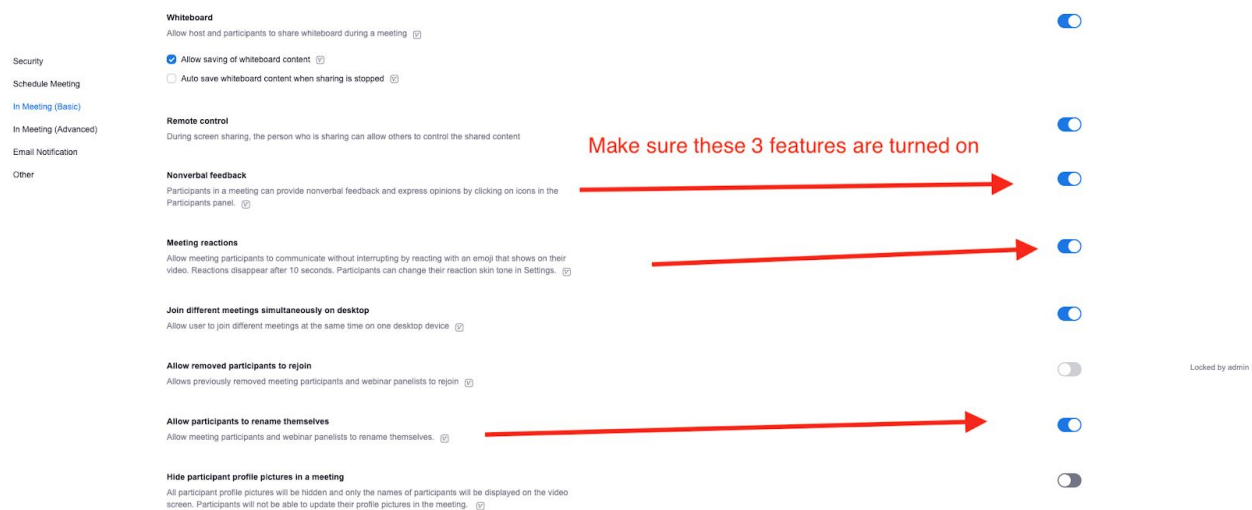 Whiteboard
Allow host and participants to share whiteboard during a meeting
Security
Allow saving of whiteboard content
Schedule Meeting
Auto save whiteboard content when sharing is stopped
In Meeting (Basic)
In Meeting (Advanced)
Email Notification
Other
Remote control
During screen sharing, the person who is sharing can allow others to control the shared content
Make sure these 3 features are turned on
Nonverbal feedback
Participants in a meeting can provide nonverbal feedback and express opinions by clicking on icons in the
Participants panel.
Meeting reactions
Allow meeting participants to communicate without interrupting by reacting with an emoji that shows on their
video. Reactions disappear after 10 seconds. Participants can change their reaction skin tone in Settings.
Join different meetings simultaneously on desktop
Allow user to join different meetings at the same time on one desktop device
Allow removed participants to rejoin
Allows previously removed meeting participants and webinar panelists to rejoin
Locked by admin
Allow participants to rename themselves
Allow meeting participants and webinar panelists to rename themselves.
Hide participant profile pictures in a meeting
All participant profile pictures will be hidden and only the names of participants will be displayed on the video
screen. Participants will not be able to update their profile pictures in the meeting.